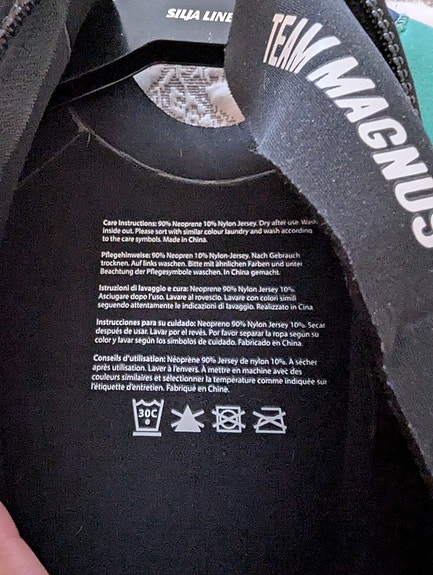 SILJA LINE
TEAM MAGNUS
Care Instructions: 90% Neoprene 10% Nylon Jersey. Dry after use. Wash
inside out. Please sort with similar colour laundry and wash according
to the care symbols. Made in China.
Pflegehinweise: 90% Neopren 10% Nylon-Jersey. Nach Gebrauch
trocknen. Auf links waschen. Bitte mit ähnlichen Farben und unter
Beachtung der Pflegesymbole waschen. In China gemacht.
Istruzioni di lavaggio e cura: Neoprene 90% Nylon Jersey 10%.
Asciugare dopo l'uso. Lavare al rovescio. Lavare con colori simili
seguendo attentamente le indicazioni di lavaggio. Realizzato in Cina
Instrucciones para su cuidado: Neopreno 90% Nylon Jersey 10%. Secar
después de usar. Lavar por el revés. Por favor separar la ropa según su
color y lavar según los símbolos de cuidado. Fabricado en China.
Conseils d'utilisation: Néoprène 90% Jersey de nylon 10%. A sécher
après utilisation. Laver à l'envers. À mettre en machine avec des
couleurs similaires et sélectionner la température comme indiquée sur
l'étiquette d'entretien. Fabriqué en Chine.
30C